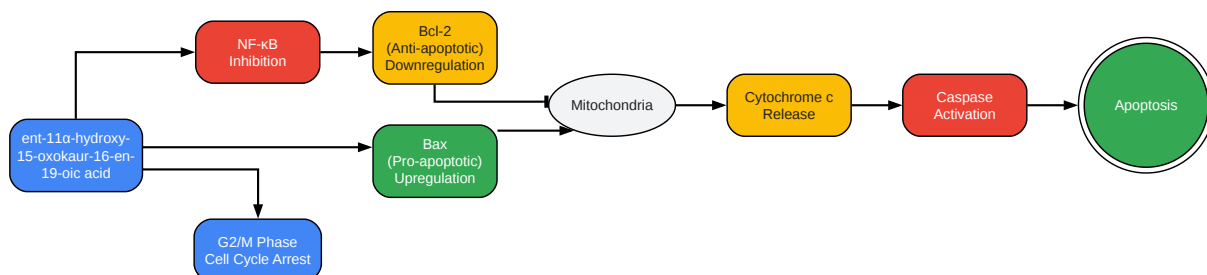 NF-κB
Inhibition
Bcl-2
(Anti-apoptotic)
Downregulation
Mitochondria
Cytochrome c
Release
Caspase
Activation
Apoptosis
ent-11α-hydroxy-
15-oxokaur-16-en-
19-oic acid
Bax
(Pro-apoptotic)
Upregulation
G2/M Phase
Cell Cycle Arrest